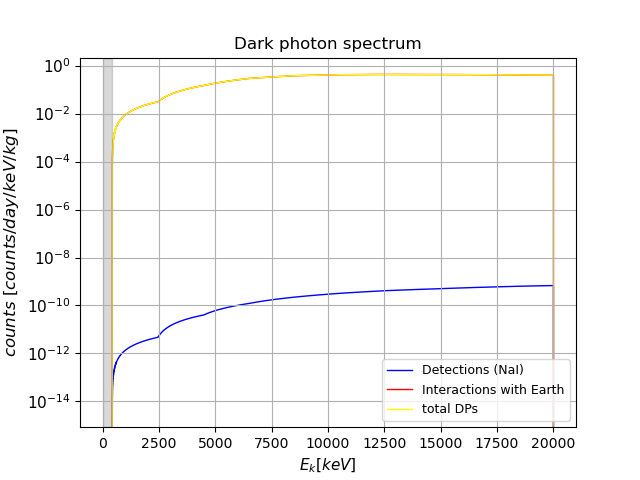 Dark photon spectrum
counts [counts/day/keV/kg]
10^0
10^-2
10^-4
10^-6
10^-8
10^-10
10^-12
10^-14
Detections (NaI)
Interactions with Earth
total DPs
0 2500 5000 7500 10000 12500 15000 17500 20000
E_k[keV]